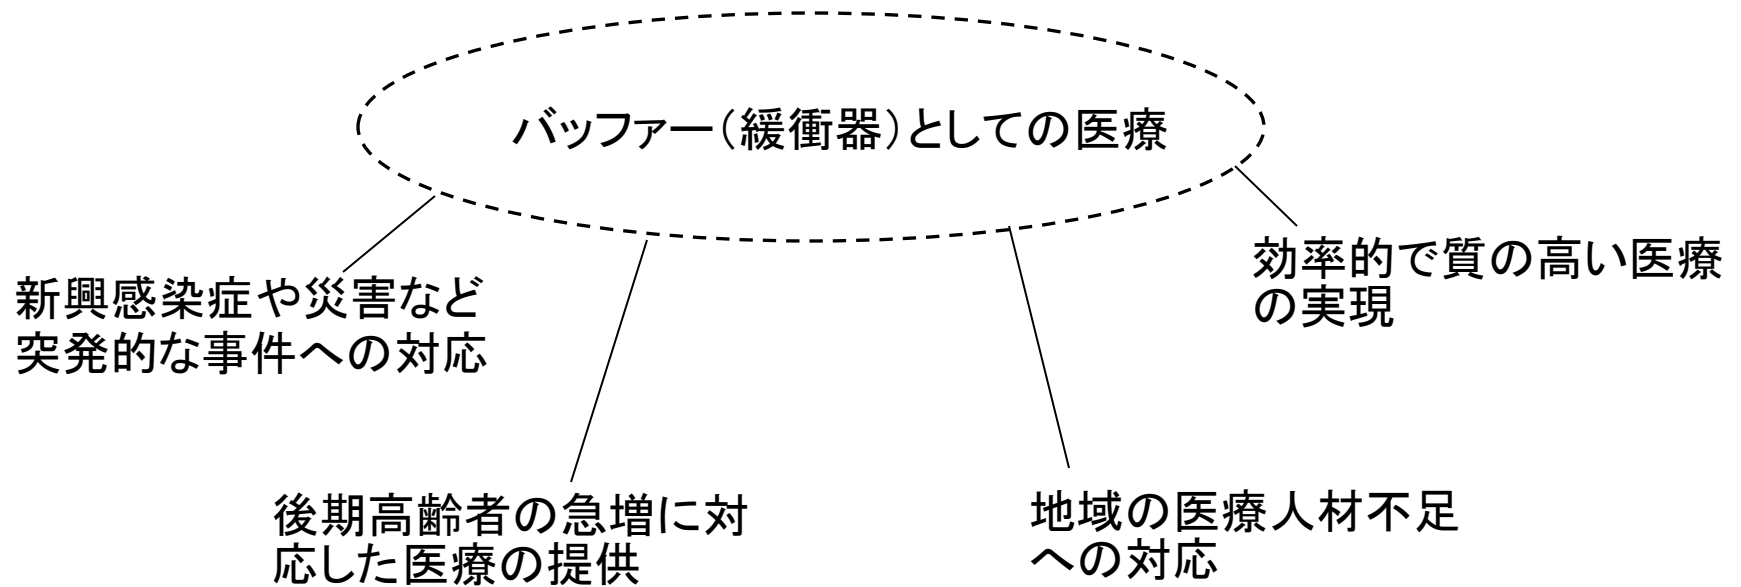 バッファー(緩衝器)としての医療
新興感染症や災害など
突発的な事件への対応
後期高齢者の急増に対
応した医療の提供
地域の医療人材不足
への対応
効率的で質の高い医療
の実現